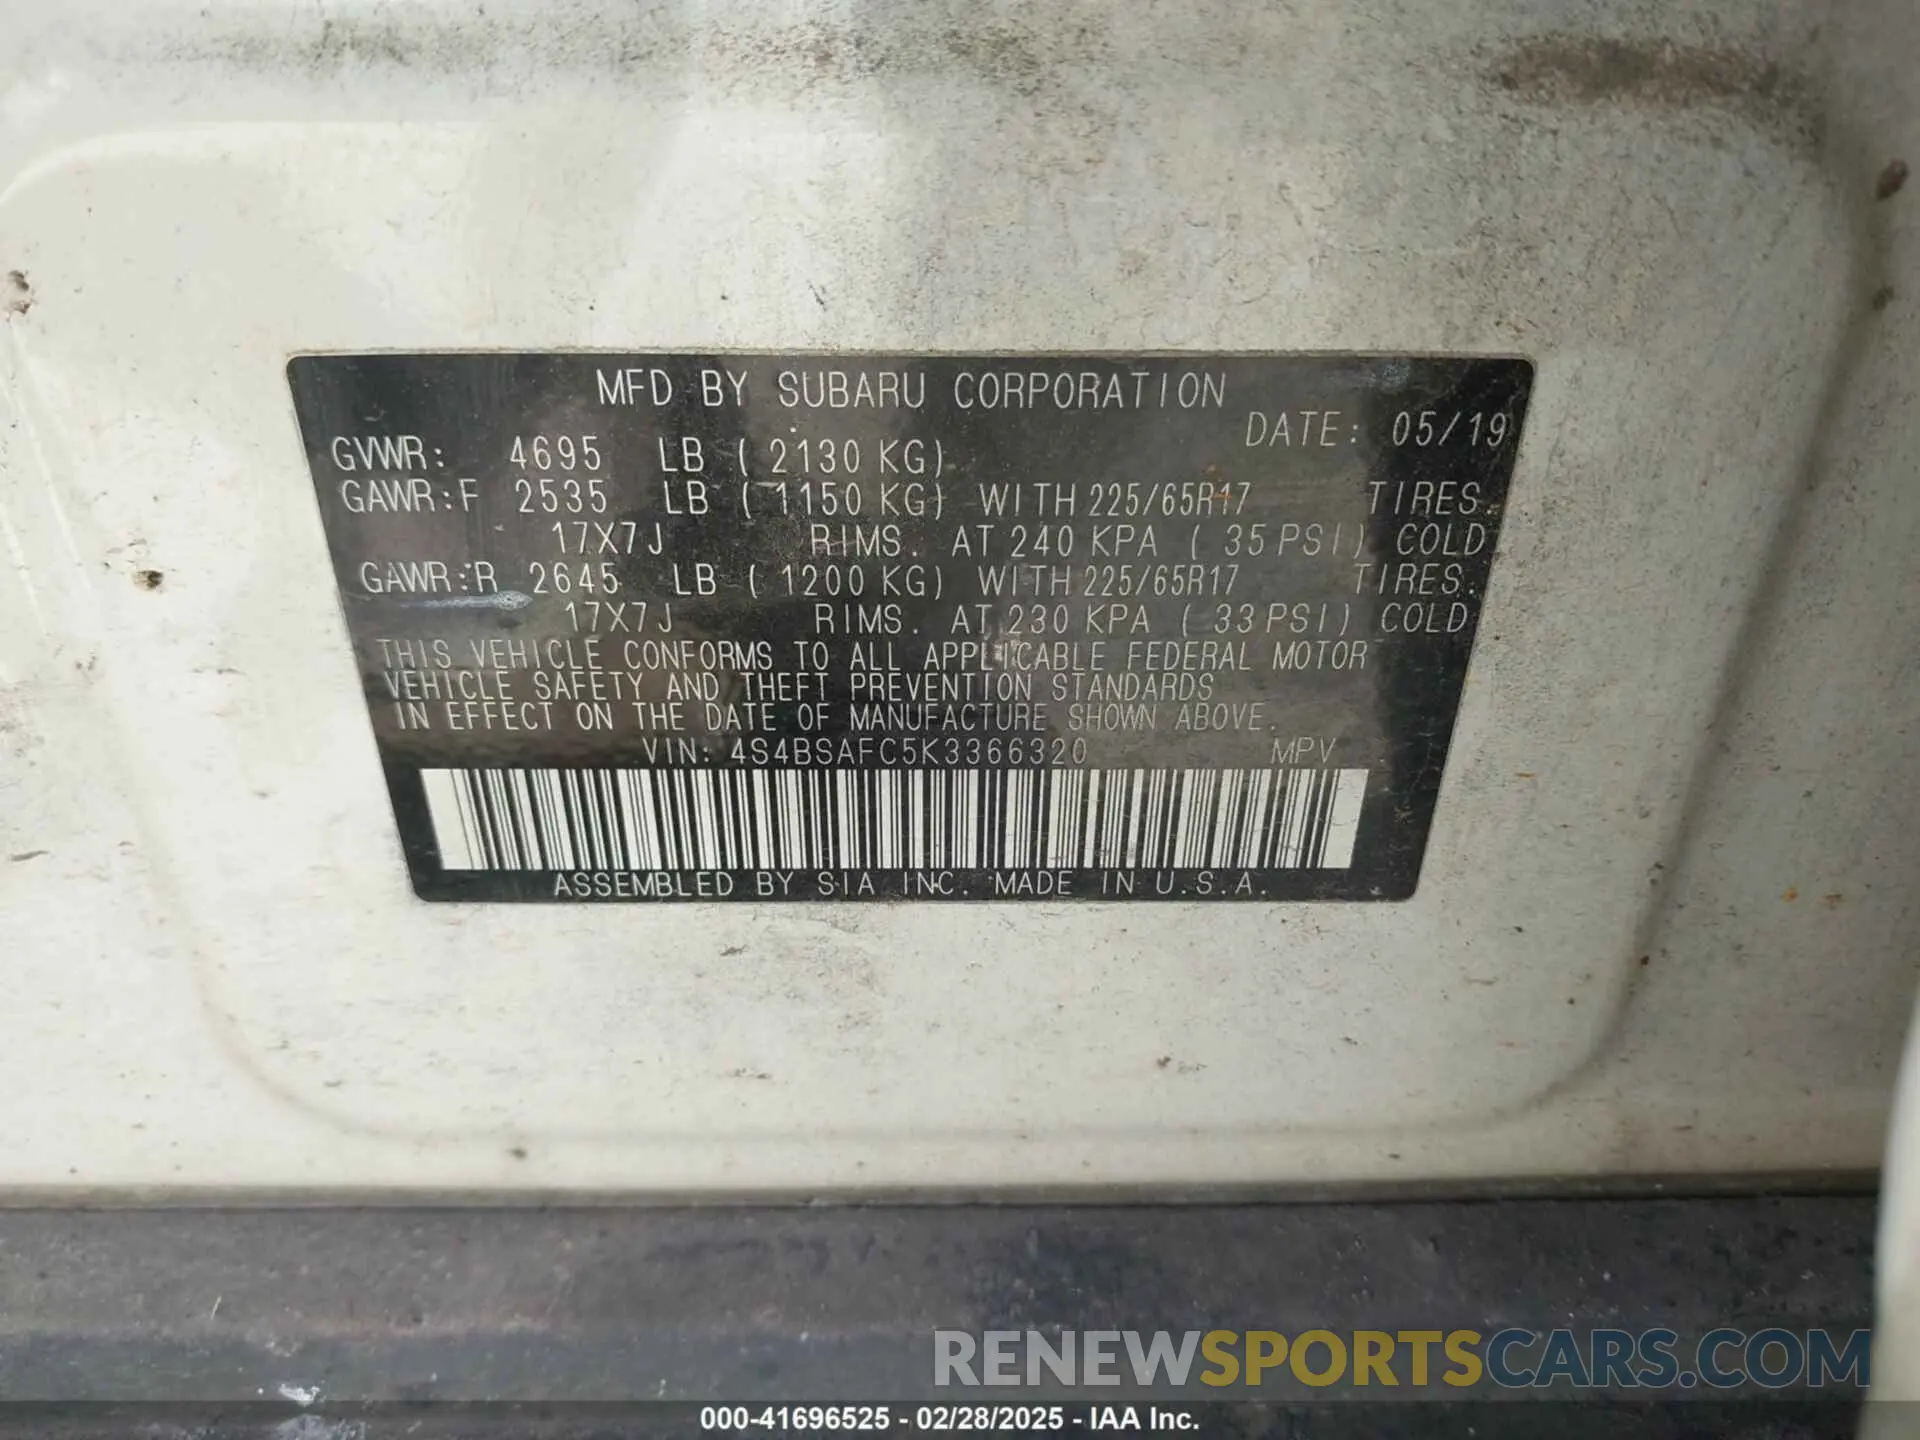 MFD BY SUBARU CORPORATION
DATE: 05/19
GVWR: 4695 LB ( 2130 KG)
GAWR:F 2535 LB ( 1150 KG) WITH 225/65R17 TIRES.
17X7J RIMS. AT 240 KPA ( 35 PSI) COLD
GAWR:R 2645 LB ( 1200 KG) WITH 225/65R17 TIRES.
17X7J RIMS. AT 230 KPA ( 33 PSI) COLD
THIS VEHICLE CONFORMS TO ALL APPLICABLE FEDERAL MOTOR
VEHICLE SAFETY AND THEFT PREVENTION STANDARDS
IN EFFECT ON THE DATE OF MANUFACTURE SHOWN ABOVE.
VIN: 4S4BSAFC5K3366320 MPV
ASSEMBLED BY SIA INC. MADE IN U.S.A.
RENEWSPORTSCARS.COM
000-41696525 - 02/28/2025 - IAA Inc.